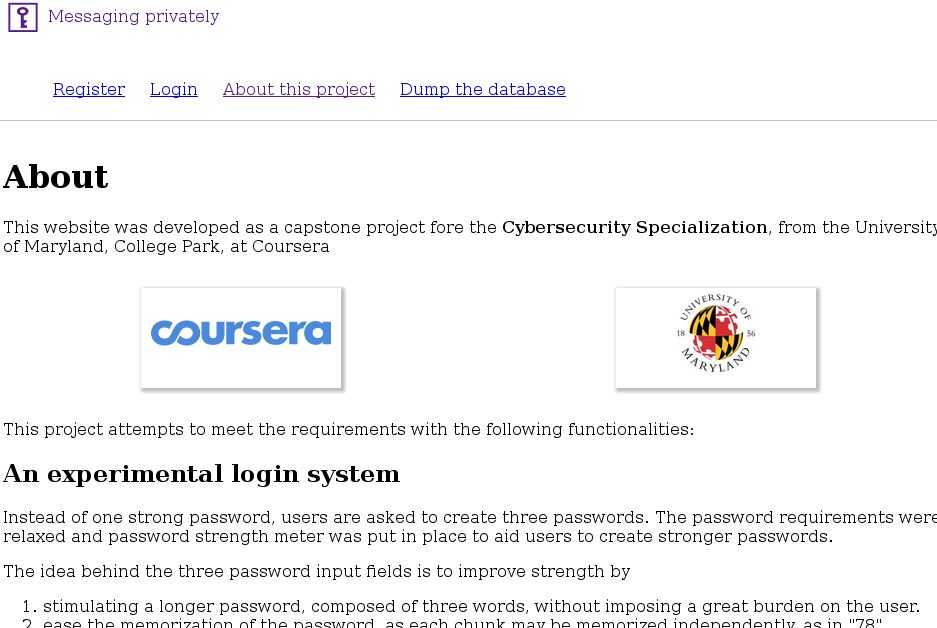 Messaging privately
Register Login About this project Dump the database
About
This website was developed as a capstone project fore the Cybersecurity Specialization, from the University
of Maryland, College Park, at Coursera
coursera
UNIVERSITY OF
18 56
MARYLAND
This project attempts to meet the requirements with the following functionalities:
An experimental login system
Instead of one strong password, users are asked to create three passwords. The password requirements were
relaxed and password strength meter was put in place to aid users to create stronger passwords.
The idea behind the three password input fields is to improve strength by
1. stimulating a longer password, composed of three words, without imposing a great burden on the user.
2. ease the memorization of the password, as each chunk may be memorized independently, as in "78"